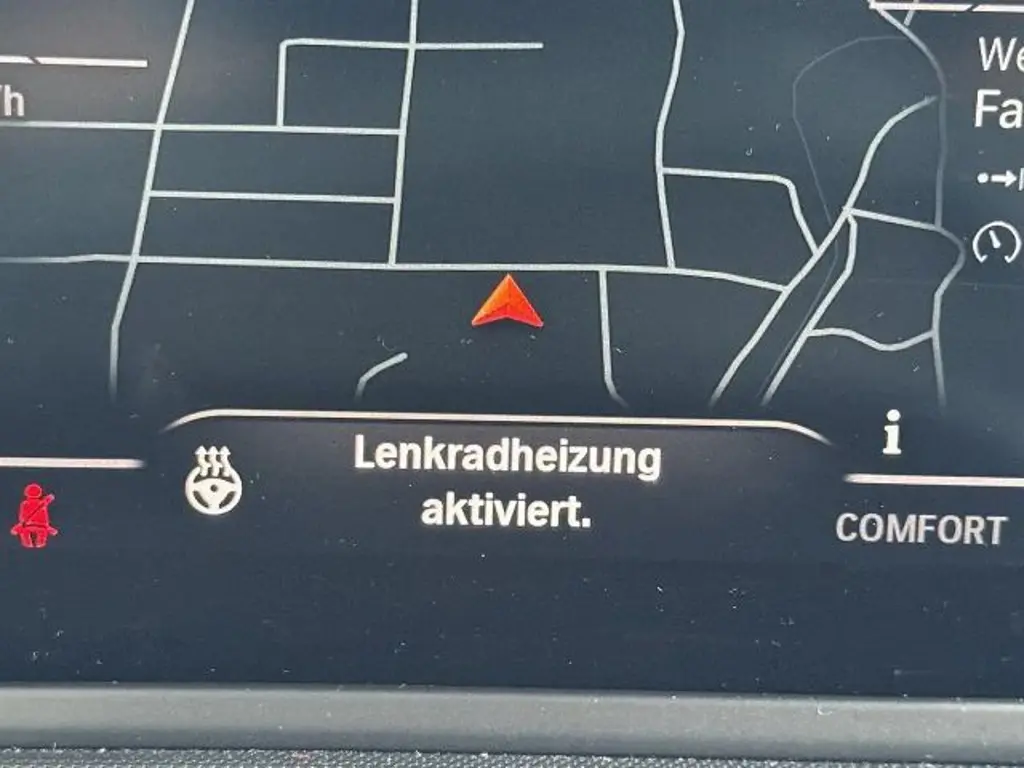 /h
Lenkradheizung
aktiviert.
i
COMFORT